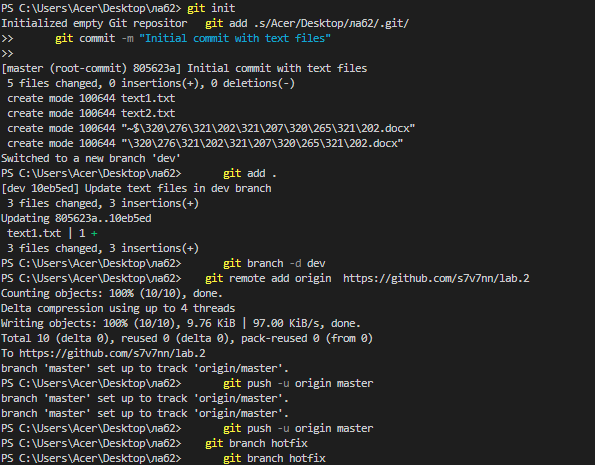 PS C:\Users\Acer\Desktop\ла62> git init
Initialized empty Git repositor   git add .s/Acer/Desktop/ла62/.git/
>>      git commit -m "Initial commit with text files"
>>
[master (root-commit) 805623a] Initial commit with text files
 5 files changed, 0 insertions(+), 0 deletions(-)
 create mode 100644 text1.txt
 create mode 100644 text2.txt
 create mode 100644 "~$\320\276\321\202\321\207\320\265\321\202.docx"
 create mode 100644 "\320\276\321\202\321\207\320\265\321\202.docx"
Switched to a new branch 'dev'
PS C:\Users\Acer\Desktop\ла62>      git add .
[dev 10eb5ed] Update text files in dev branch
 3 files changed, 3 insertions(+)
Updating 805623a..10eb5ed
 text1.txt | 1 +
 3 files changed, 3 insertions(+)
PS C:\Users\Acer\Desktop\ла62>      git branch -d dev
PS C:\Users\Acer\Desktop\ла62>   git remote add origin  https://github.com/s7v7nn/lab.2
Counting objects: 100% (10/10), done.
Delta compression using up to 4 threads
Writing objects: 100% (10/10), 9.76 KiB | 97.00 KiB/s, done.
Total 10 (delta 0), reused 0 (delta 0), pack-reused 0 (from 0)
To https://github.com/s7v7nn/lab.2
branch 'master' set up to track 'origin/master'.
PS C:\Users\Acer\Desktop\ла62>      git push -u origin master
branch 'master' set up to track 'origin/master'.
branch 'master' set up to track 'origin/master'.
PS C:\Users\Acer\Desktop\ла62>      git push -u origin master
PS C:\Users\Acer\Desktop\ла62>   git branch hotfix
PS C:\Users\Acer\Desktop\ла62>      git branch hotfix